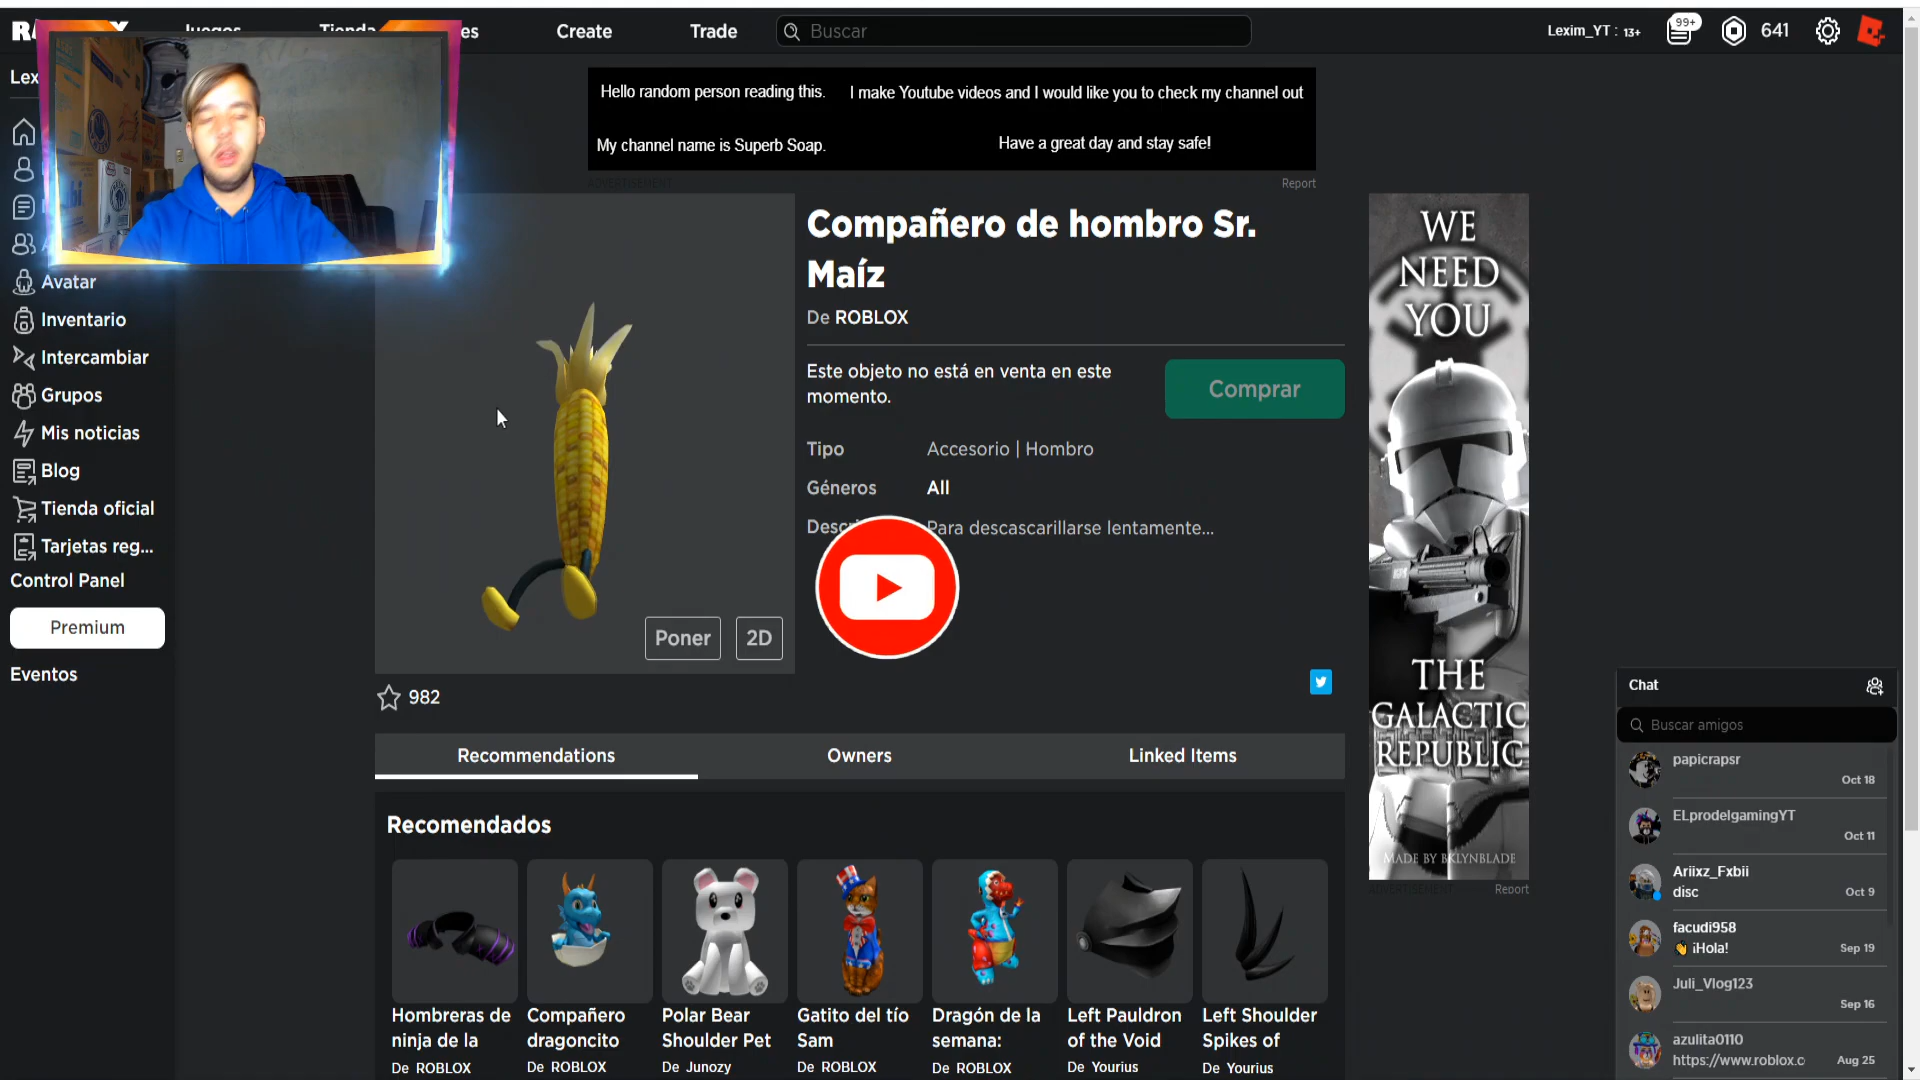 Juegos
Tienda
Create
Trade
Buscar
Lexim_YT : 13+
99+
641
Lex
Hello random person reading this.
I make Youtube videos and I would like you to check my channel out
My channel name is Superb Soap.
Have a great day and stay safe!
ADVERTISEMENT
Report
Avatar
Inventario
Intercambiar
Grupos
Mis noticias
Blog
Tienda oficial
Tarjetas reg...
Control Panel
Premium
Eventos
Compañero de hombro Sr.
Maíz
De ROBLOX
Este objeto no está en venta en este
momento.
Comprar
Tipo
Accesorio | Hombro
Géneros
All
Para descascarillarse lentamente...
Poner
2D
982
WE
NEED
YOU
THE
GALACTIC
REPUBLIC
MADE BY BKLYNBLADE
ADVERTISEMENT
Report
Recommendations
Owners
Linked Items
Recomendados
Hombreras de
ninja de la
De ROBLOX
Compañero
dragoncito
De ROBLOX
Polar Bear
Shoulder Pet
De Junozy
Gatito del tío
Sam
De ROBLOX
Dragón de la
semana:
De ROBLOX
Left Pauldron
of the Void
De Yourius
Left Shoulder
Spikes of
De Yourius
Chat
Buscar amigos
papicrapsr
Oct 18
ELprodelgamingYT
Oct 11
Ariixz_Fxbii
disc
Oct 9
facudi958
👏 ¡Hola!
Sep 19
Juli_Vlog123
Sep 16
azulita0110
https://www.roblox.c
Aug 25